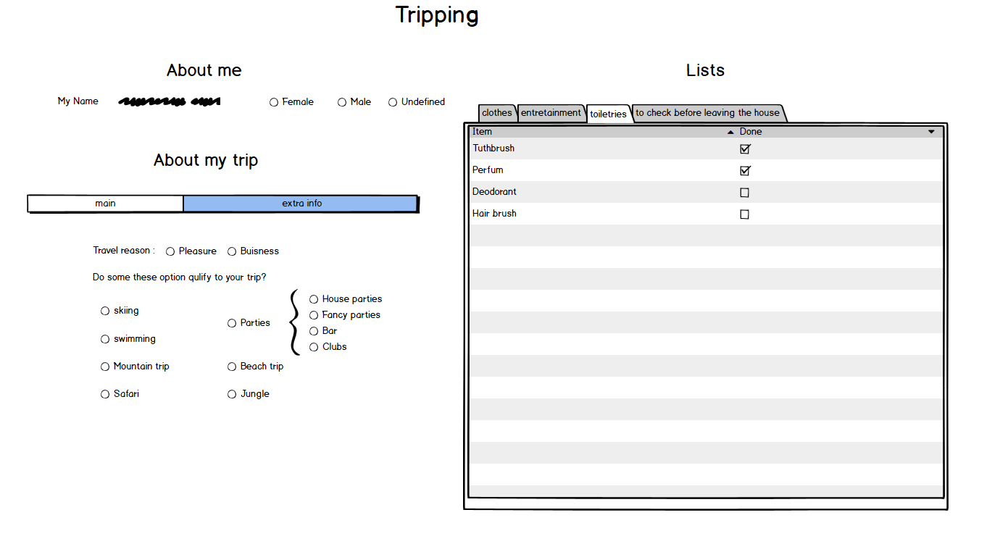 Tripping
About me
My Name Female Male Undefined
About my trip
main extra info
Travel reason : Pleasure Buisness
Do some these option qulify to your trip?
skiing
swimming
Mountain trip
Safari
Parties
Beach trip
Jungle
House parties
Fancy parties
Bar
Clubs
Lists
clothes entretainment toiletries to check before leaving the house
Item Done
Tuthbrush
Perfum
Deodorant
Hair brush